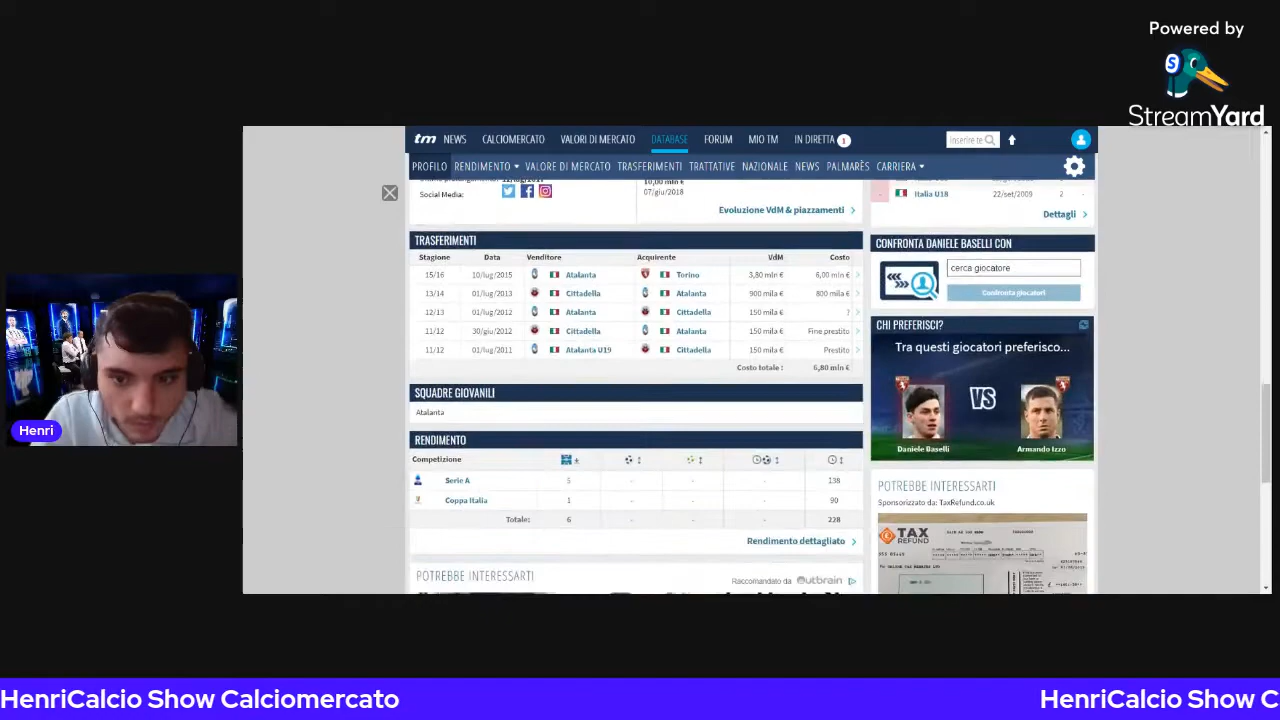 Powered by
StreamYard
tm NEWS CALCIOMERCATO VALORI DI MERCATO DATABASE FORUM MIO TM IN DIRETTA 1 Inserire te
PROFILO RENDIMENTO VALORE DI MERCATO TRASFERIMENTI TRATTATIVE NAZIONALE NEWS PALMARÈS CARRIERA
Social Media:
10,00 mln €
07/giu/2018
Evoluzione VdM & piazzamenti
- Italia U18 22/set/2009 2 -
Dettagli
TRASFERIMENTI
Stagione Data Venditore Acquirente VdM Costo
15/16 10/lug/2015 Atalanta Torino 3,80 mln € 6,00 mln €
13/14 01/lug/2013 Cittadella Atalanta 900 mila € 800 mila €
12/13 01/lug/2012 Atalanta Cittadella 150 mila € ?
11/12 30/giu/2012 Cittadella Atalanta 150 mila € Fine prestito
11/12 01/lug/2011 Atalanta U19 Cittadella 150 mila € Prestito
Costo totale : 6,80 mln €
SQUADRE GIOVANILI
Atalanta
RENDIMENTO
Competizione
Serie A 5 - - - 138
Coppa Italia 1 - - - 90
Totale: 6 - - - 228
Rendimento dettagliato
POTREBBE INTERESSARTI
Raccomandato da Outbrain
CONFRONTA DANIELE BASELLI CON
cerca giocatore
Confronta giocatori
CHI PREFERISCI?
Tra questi giocatori preferisco...
VS
Daniele Baselli Armando Izzo
POTREBBE INTERESSARTI
Sponsorizzato da: TaxRefund.co.uk
TAX
REFUND
Henri
HenriCalcio Show Calciomercato
HenriCalcio Show C